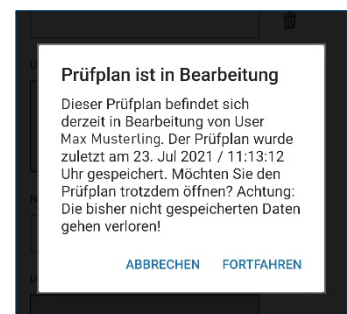 Prüfplan ist in Bearbeitung
Dieser Prüfplan befindet sich
derzeit in Bearbeitung von User
Max Musterling. Der Prüfplan wurde
zuletzt am 23. Jul 2021 / 11:13:12
Uhr gespeichert. Möchten Sie den
Prüfplan trotzdem öffnen? Achtung:
Die bisher nicht gespeicherten Daten
gehen verloren!
ABBRECHEN FORTFAHREN